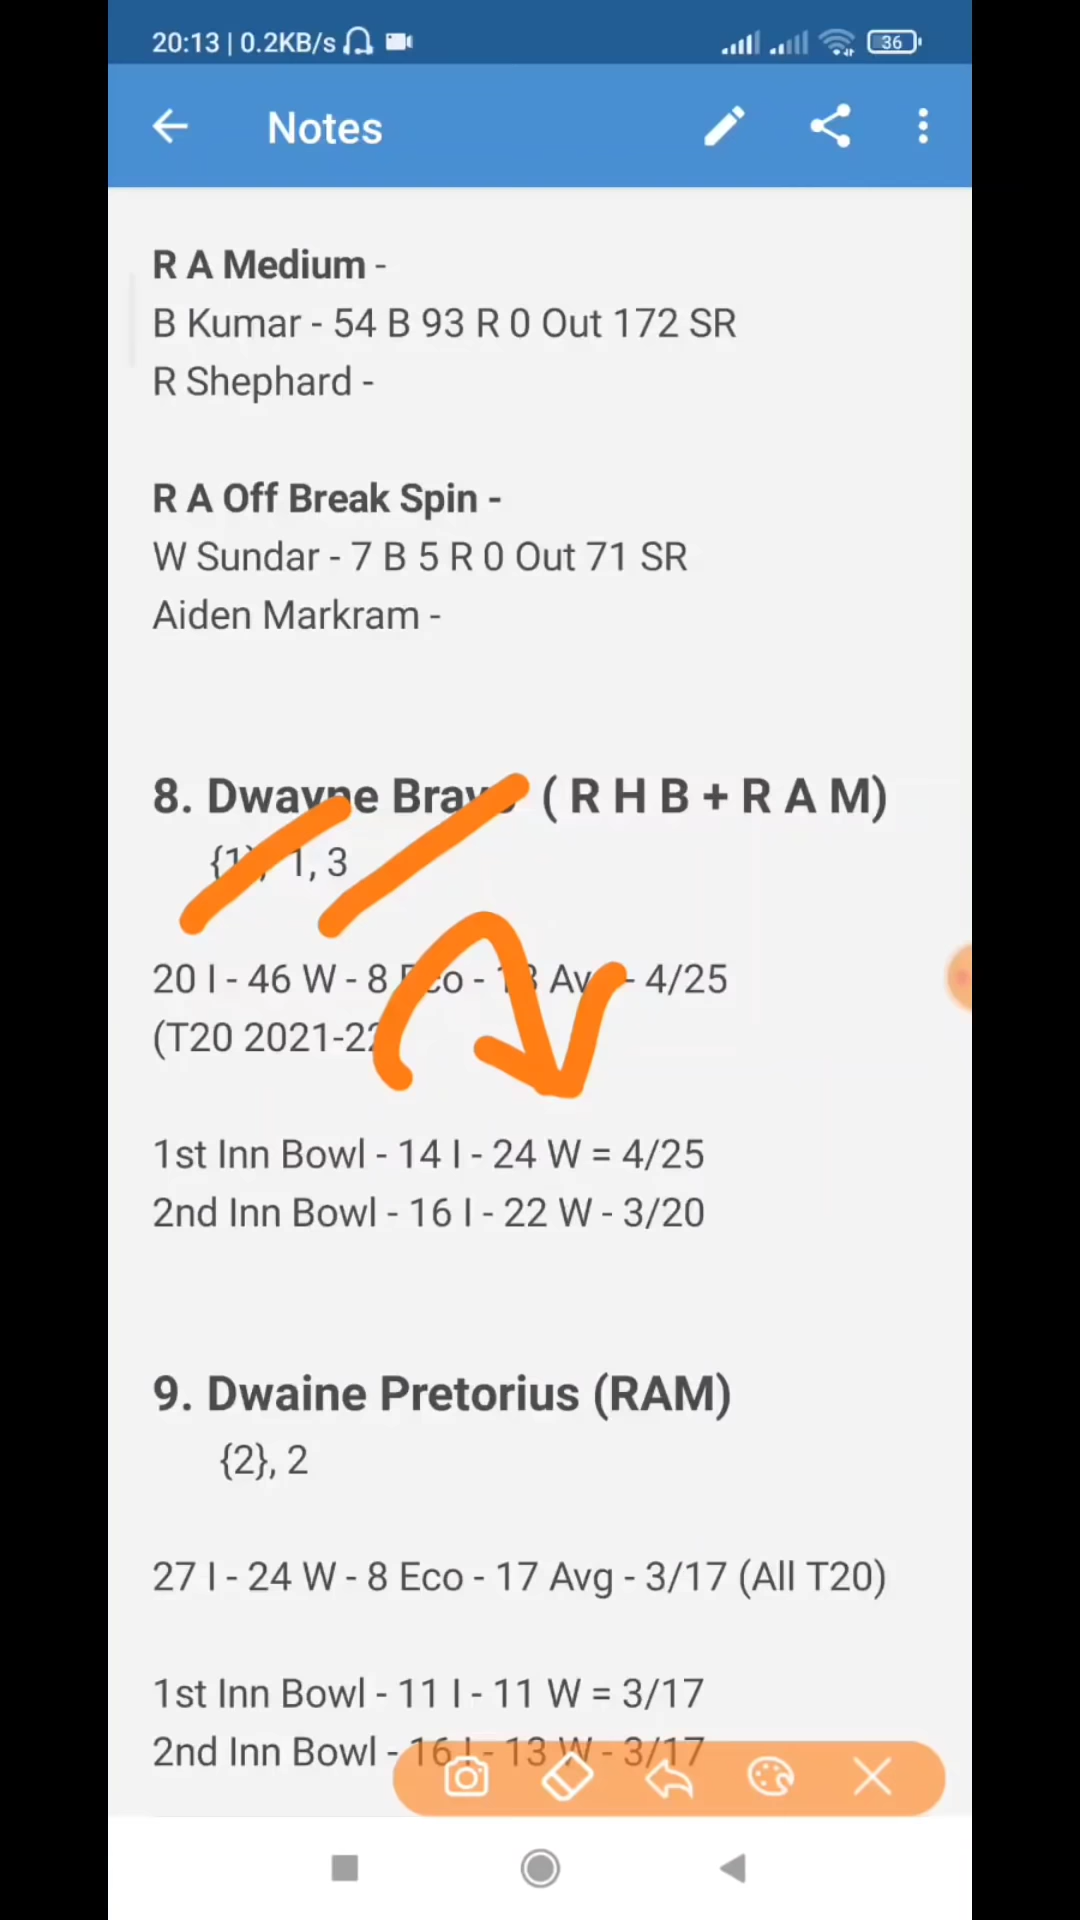 20:13 | 0.2KB/s
36
Notes
R A Medium -
B Kumar - 54 B 93 R 0 Out 172 SR
R Shephard -
R A Off Break Spin -
W Sundar - 7 B 5 R 0 Out 71 SR
Aiden Markram -
8. Dwayne Bravo ( R H B + R A M)
{1}, 1, 3
20 I - 46 W - 8 Eco - 18 Avg - 4/25
(T20 2021-22
1st Inn Bowl - 14 I - 24 W = 4/25
2nd Inn Bowl - 16 I - 22 W - 3/20
9. Dwaine Pretorius (RAM)
{2}, 2
27 I - 24 W - 8 Eco - 17 Avg - 3/17 (All T20)
1st Inn Bowl - 11 I - 11 W = 3/17
2nd Inn Bowl - 16 I - 13 W - 3/17